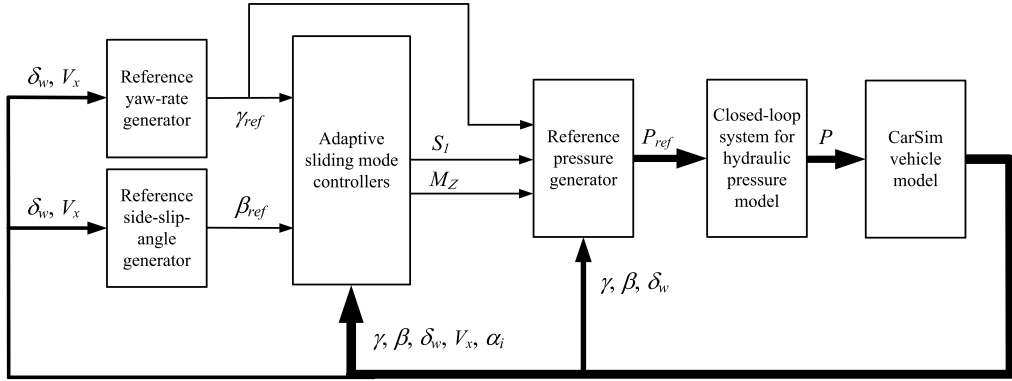 δw, Vx
Reference
yaw-rate
generator
γref
δw, Vx
Reference
side-slip-
angle
generator
βref
Adaptive
sliding mode
controllers
S1
MZ
Reference
pressure
generator
Pref
Closed-loop
system for
hydraulic
pressure
model
P
CarSim
vehicle
model
γ, β, δw, Vx, αi
γ, β, δw